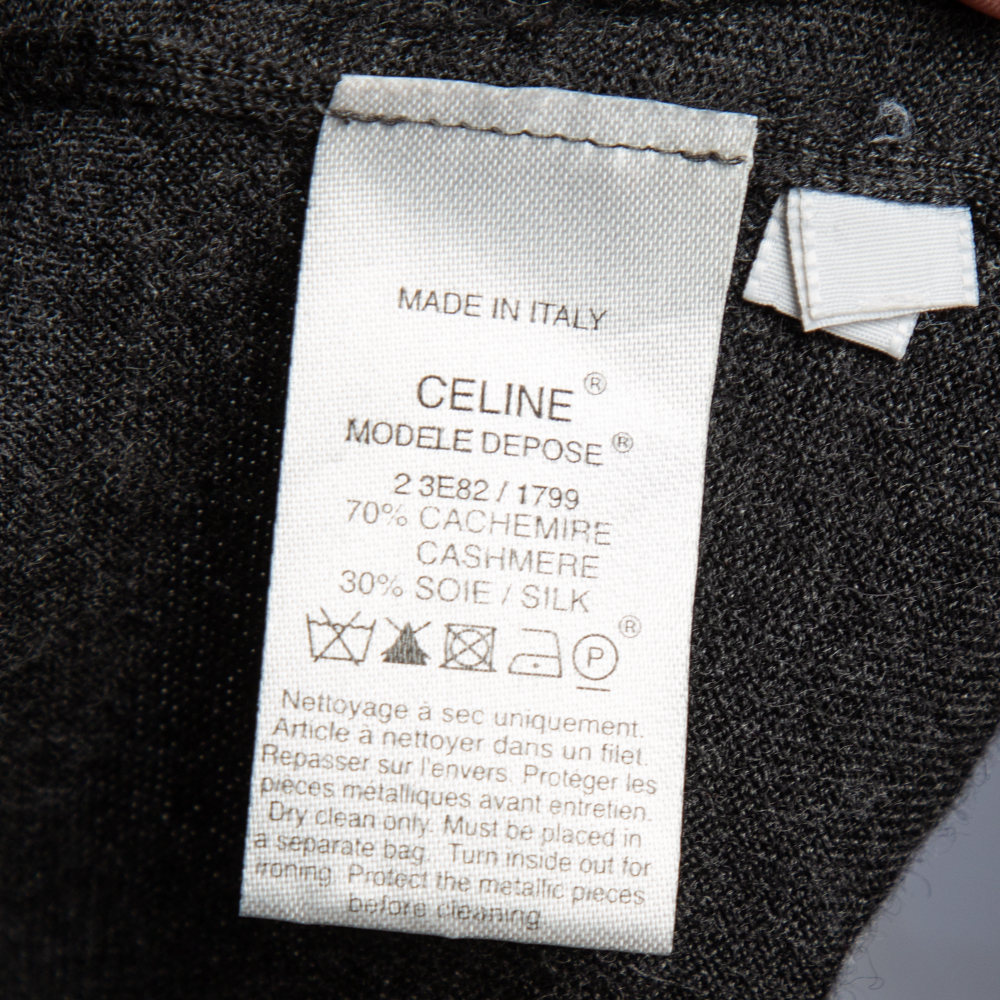 MADE IN ITALY
CELINE ®
MODELE DEPOSE ®
2 3E82 / 1799
70% CACHEMIRE
CASHMERE
30% SOIE / SILK
®
P
Nettoyage à sec uniquement.
Article à nettoyer dans un filet.
Repasser sur l'envers. Protéger les
pièces métalliques avant entretien.
Dry clean only. Must be placed in
a separate bag. Turn inside out for
ironing. Protect the metallic pieces
before cleaning.